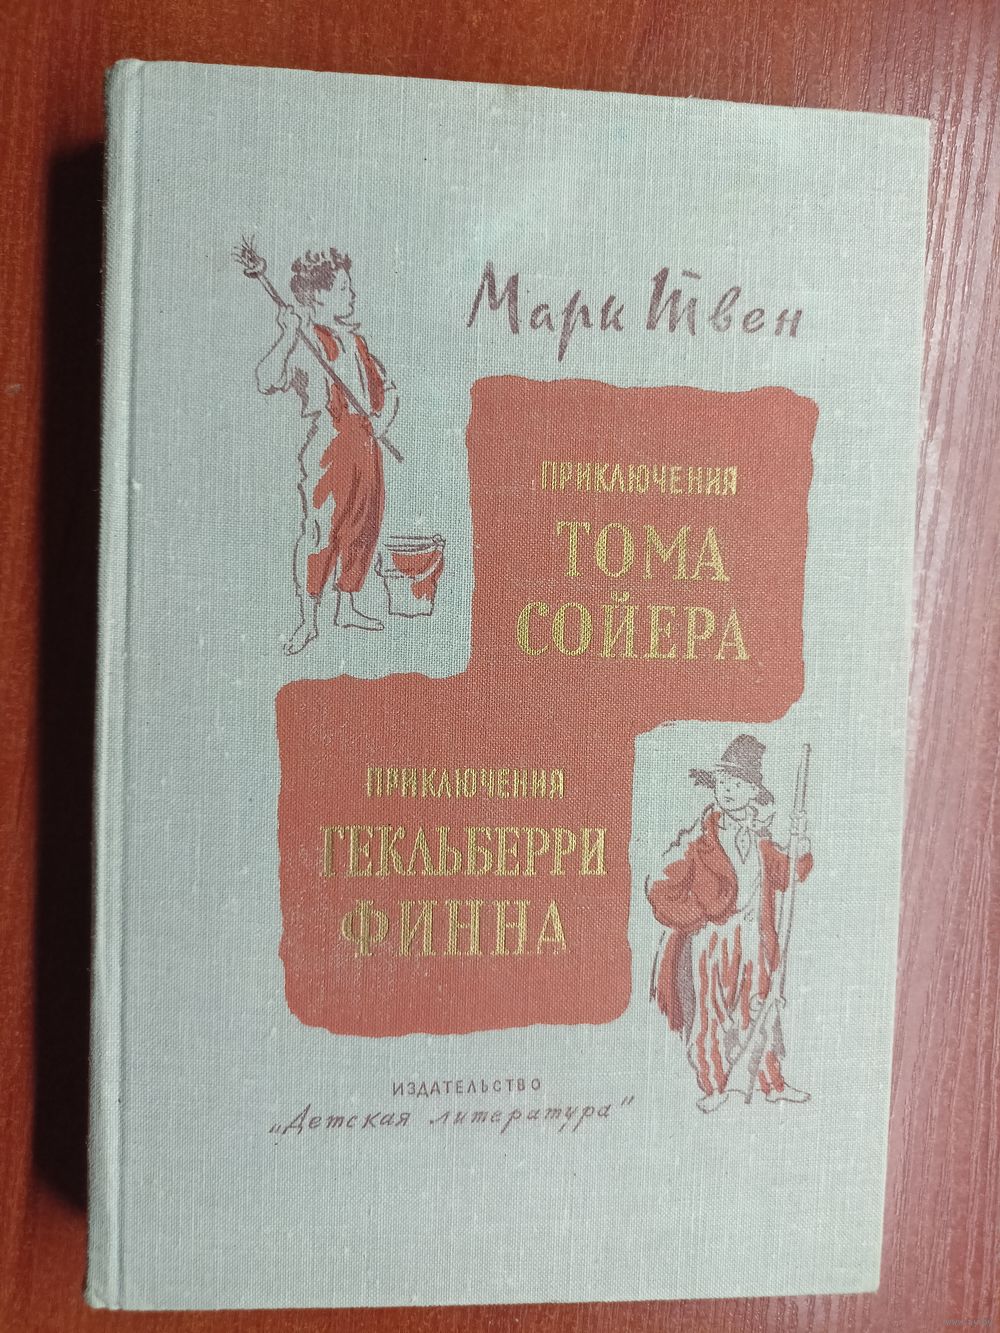 Марк Твен
ПРИКЛЮЧЕНИЯ
ТОМА
СОЙЕРА
ПРИКЛЮЧЕНИЯ
ГЕКЛЬБЕРРИ
ФИННА
ИЗДАТЕЛЬСТВО
„Детская литература"